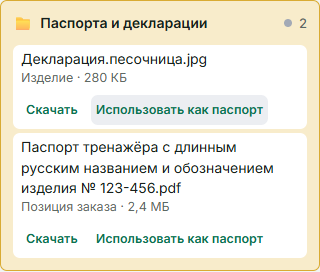 Паспорта и декларации 2
Декларация.песочница.jpg
Изделие · 280 КБ
Скачать Использовать как паспорт
Паспорт тренажёра с длинным
русским названием и обозначением
изделия № 123-456.pdf
Позиция заказа · 2,4 МБ
Скачать Использовать как паспорт